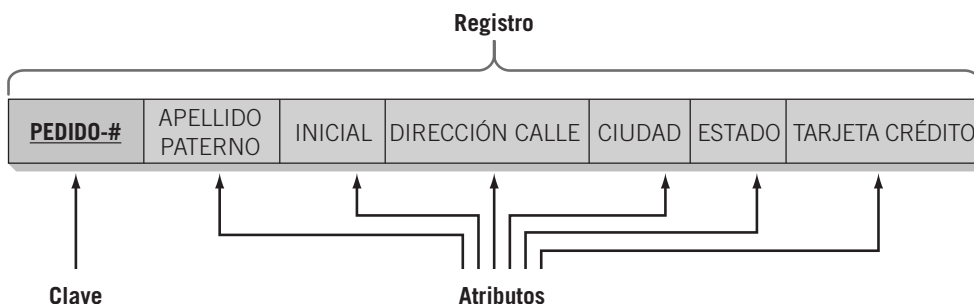 Registro
PEDIDO-#
APELLIDO
PATERNO
INICIAL
DIRECCIÓN CALLE
CIUDAD
ESTADO
TARJETA CRÉDITO
Clave
Atributos